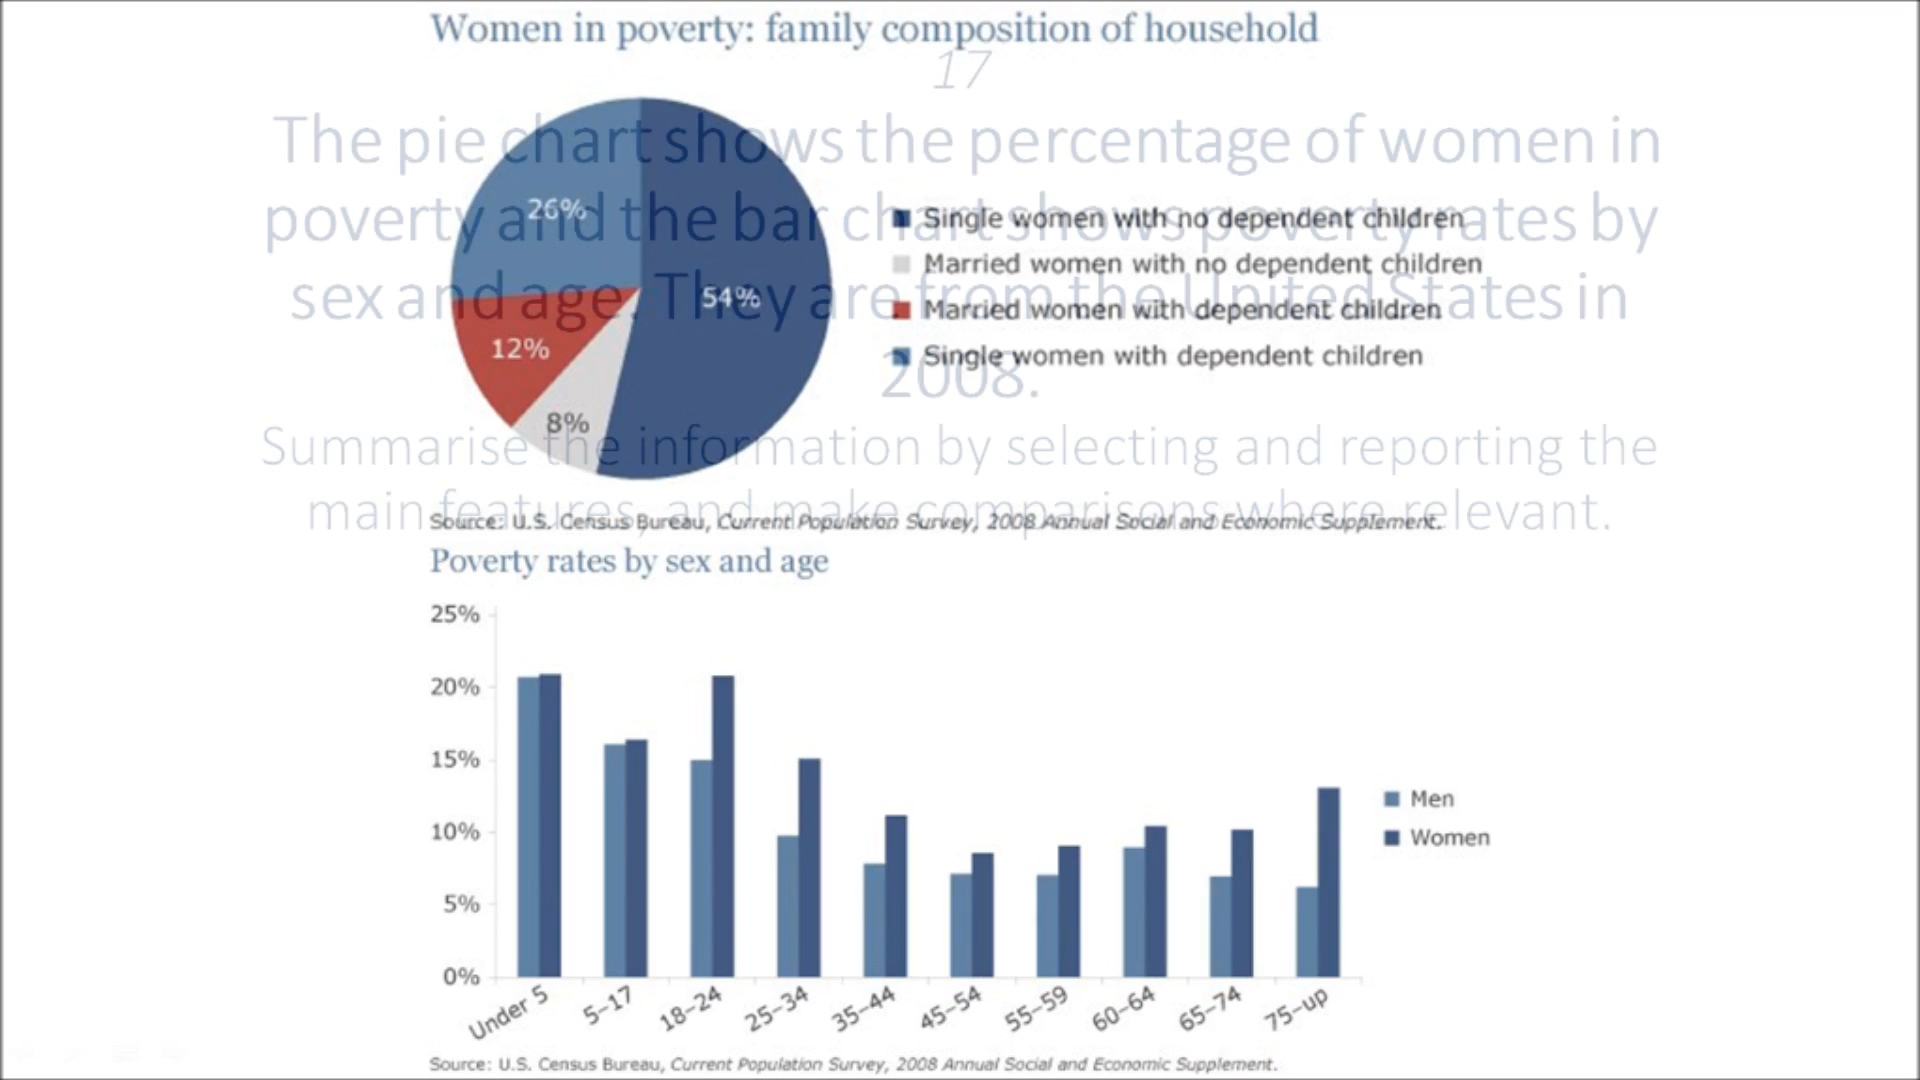 Women in poverty: family composition of household
17
The pie chart shows the percentage of women in
poverty and the bar chart shows poverty rates by
sex and age. They are from the United States in
2008.
Summarise the information by selecting and reporting the
main features, and make comparisons where relevant.
26%
54%
12%
8%
Single women with no dependent children
Married women with no dependent children
Married women with dependent children
Single women with dependent children
Source: U.S. Census Bureau, Current Population Survey, 2008 Annual Social and Economic Supplement.
Poverty rates by sex and age
25%
20%
15%
10%
5%
0%
Men
Women
Under 5
5–17
18–24
25–34
35–44
45–54
55–59
60–64
65–74
75–up
Source: U.S. Census Bureau, Current Population Survey, 2008 Annual Social and Economic Supplement.